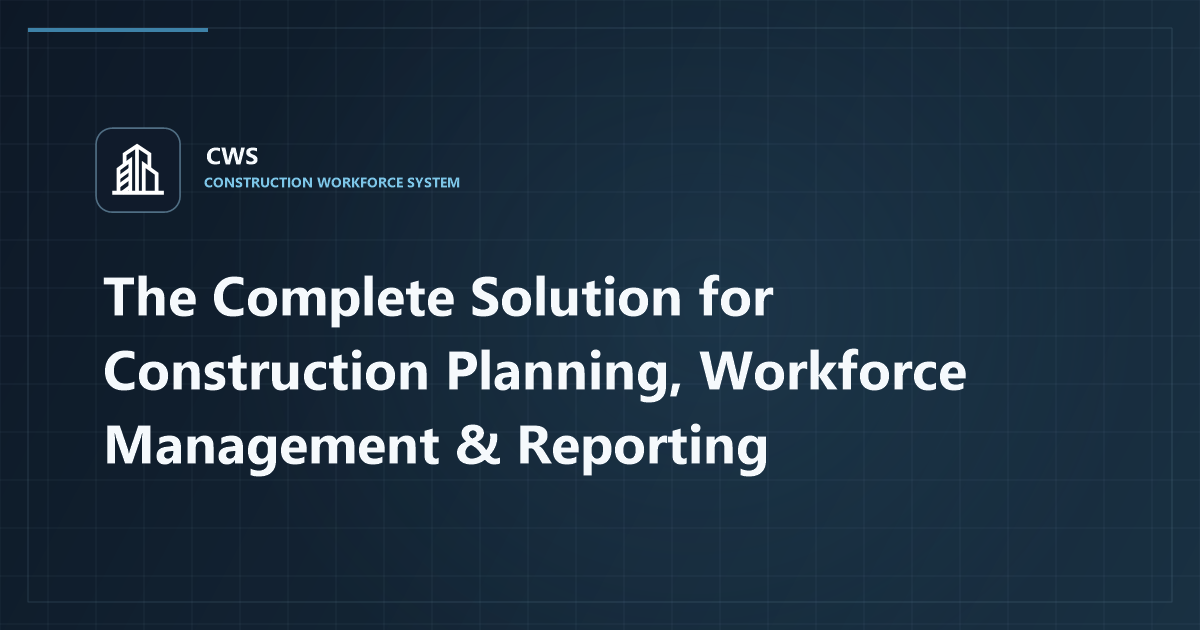 CWS
CONSTRUCTION WORKFORCE SYSTEM
The Complete Solution for
Construction Planning, Workforce
Management & Reporting